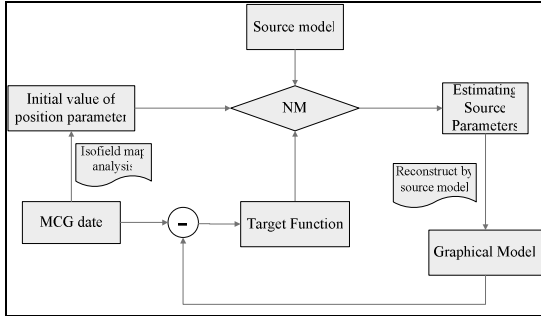 Source model
Initial value of
position parameter
NM
Estimating
Source
Parameters
Isofield map
analysis
Reconstruct by
source model
MCG date
-
Target Function
Graphical Model